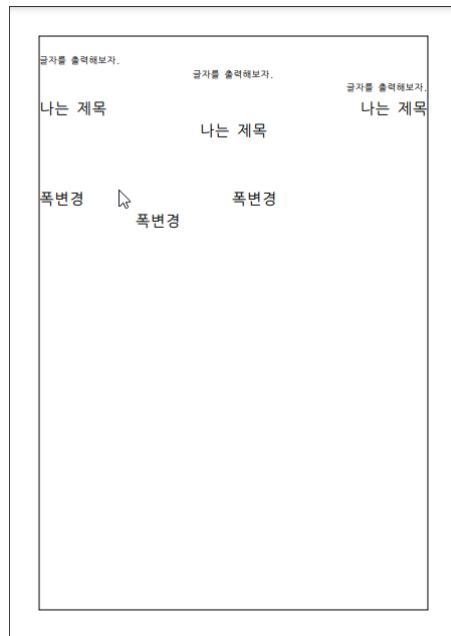 글자를 출력해보자.
글자를 출력해보자.
글자를 출력해보자.
나는 제목 나는 제목
나는 제목
폭변경 폭변경
폭변경